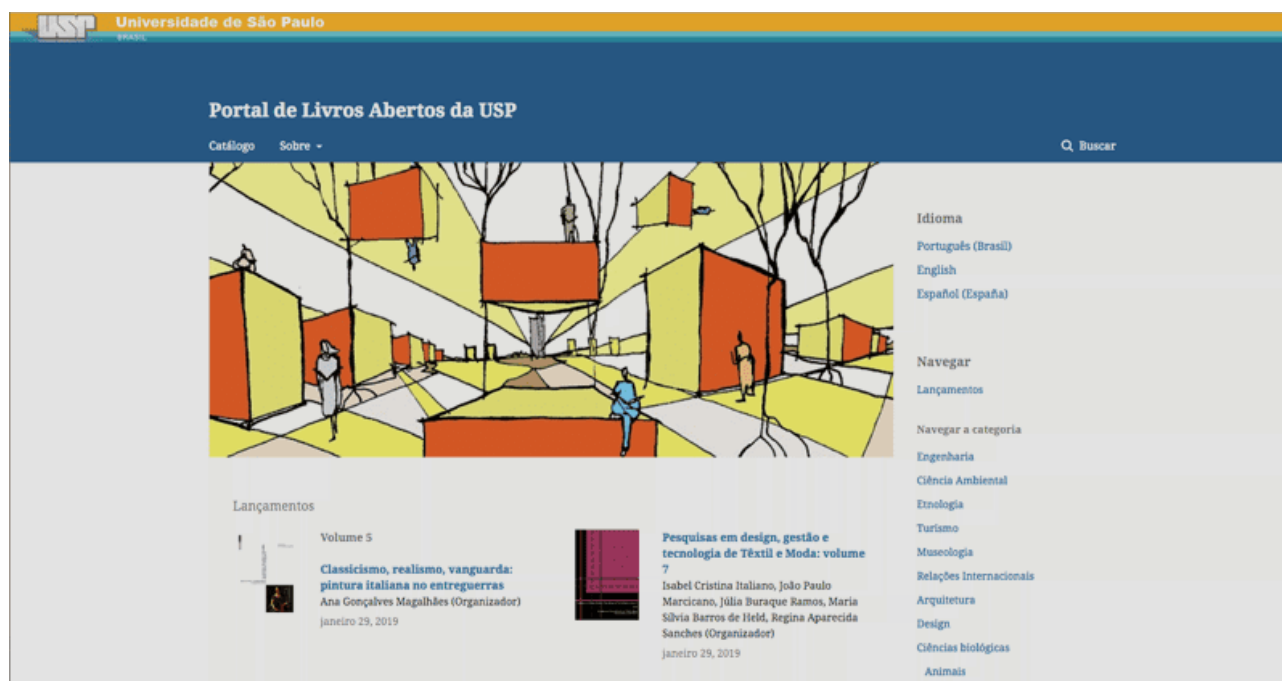 USP
Universidade de São Paulo
BRASIL
Portal de Livros Abertos da USP
Catálogo
Sobre
Buscar
Idioma
Português (Brasil)
English
Español (España)
Navegar
Lançamentos
Navegar a categoria
Engenharia
Ciência Ambiental
Etnologia
Turismo
Museologia
Relações Internacionais
Arquitetura
Design
Ciências biológicas
Animais
Lançamentos
Volume 5
Classicismo, realismo, vanguarda:
pintura italiana no entreguerras
Ana Gonçalves Magalhães (Organizador)
janeiro 29, 2019
Pesquisas em design, gestão e
tecnologia de Têxtil e Moda: volume
7
Isabel Cristina Italiano, João Paulo
Marcicano, Júlia Buraque Ramos, Maria
Silvia Barros de Held, Regina Aparecida
Sanches (Organizador)
janeiro 29, 2019